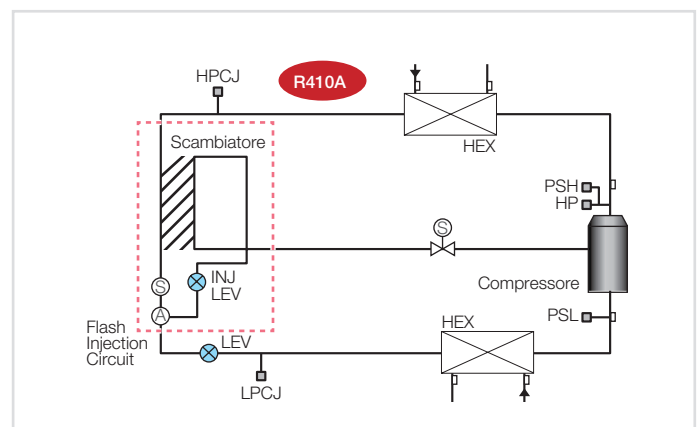 HPCJ
R410A
HEX
Scambiatore
PSH
HP
S
Compressore
INJ
LEV
S
A
PSL
Flash
Injection
Circuit
LEV
HEX
LPCJ